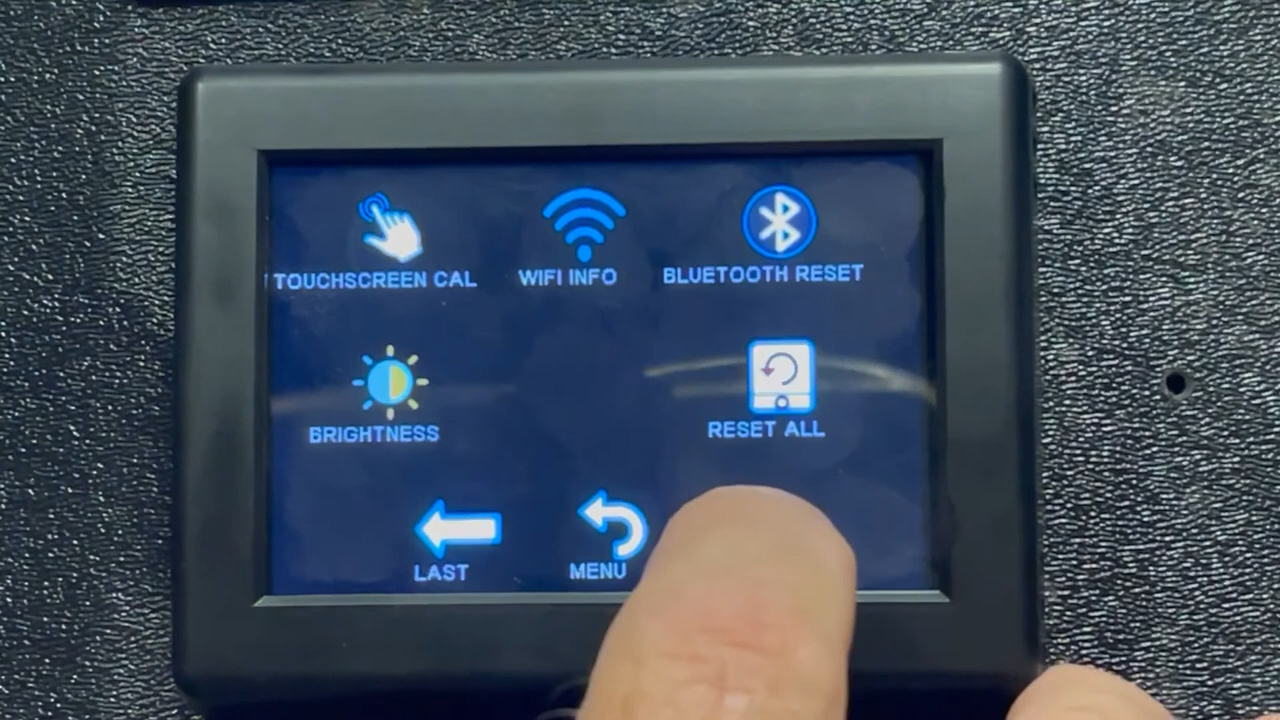 TOUCHSCREEN CAL
WIFI INFO
BLUETOOTH RESET
BRIGHTNESS
RESET ALL
LAST
MENU